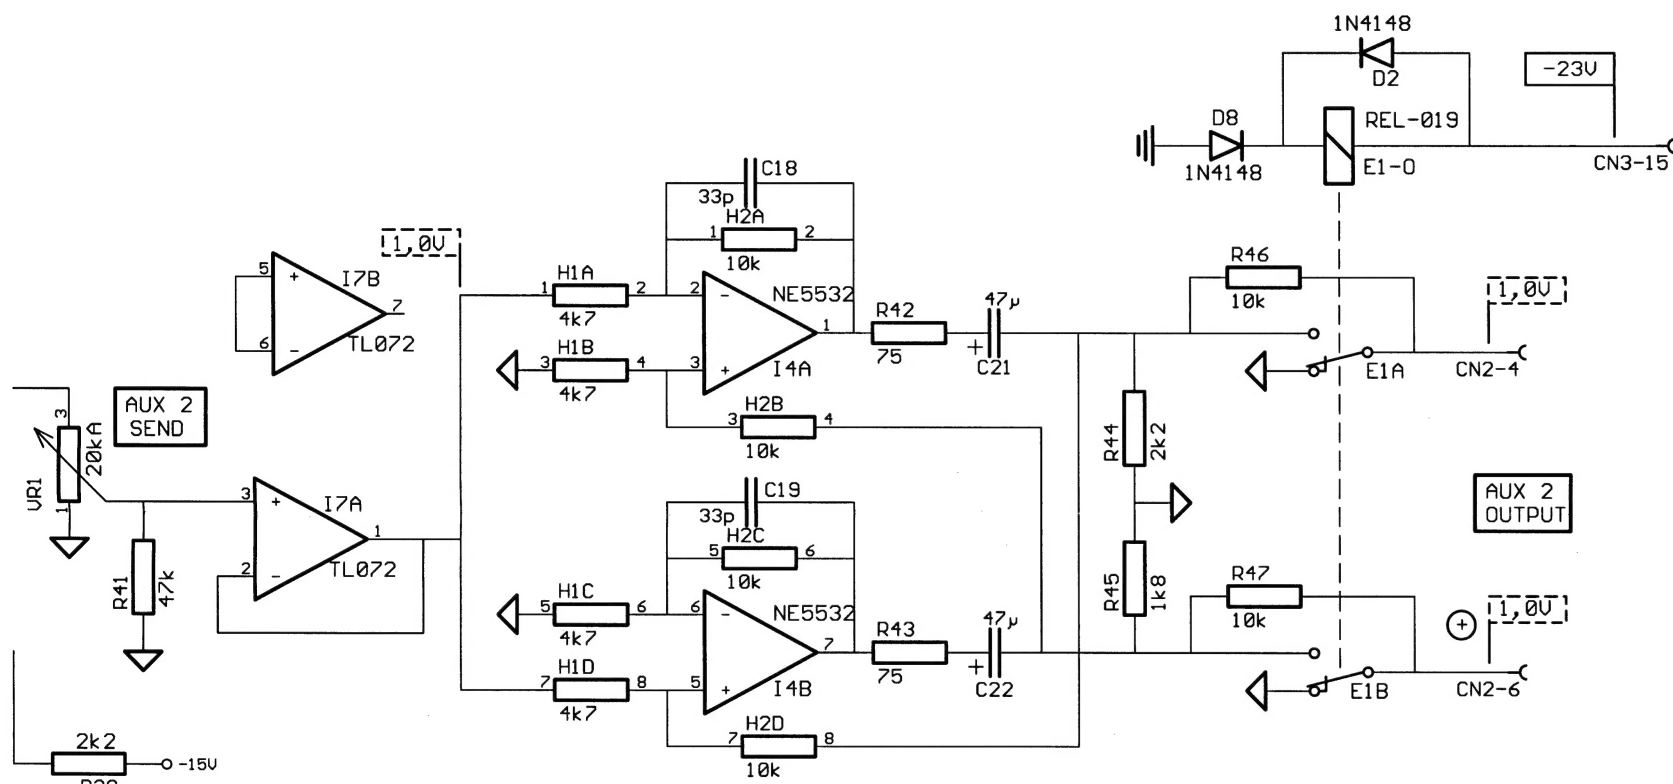 1N4148
D2
-23V
D8
1N4148
REL-019
E1-0
CN3-15
C18
33p
H2A
1
2
10k
1,0V
I7B
5
+
6
-
7
TL072
H1A
1
2
4k7
H1B
3
4
4k7
2
-
3
+
1
NE5532
I4A
R42
75
47µ
+
C21
R46
10k
1,0V
E1A
CN2-4
H2B
3
4
10k
AUX 2
SEND
3
20kA
VR1
1
R44
2k2
3
+
2
-
1
I7A
TL072
R41
47k
C19
33p
H2C
5
6
10k
AUX 2
OUTPUT
H1C
5
6
4k7
H1D
7
8
4k7
6
-
5
+
7
NE5532
I4B
R43
75
47µ
+
C22
R45
1k8
R47
10k
+
1,0V
E1B
CN2-6
H2D
7
8
10k
2k2
-15V